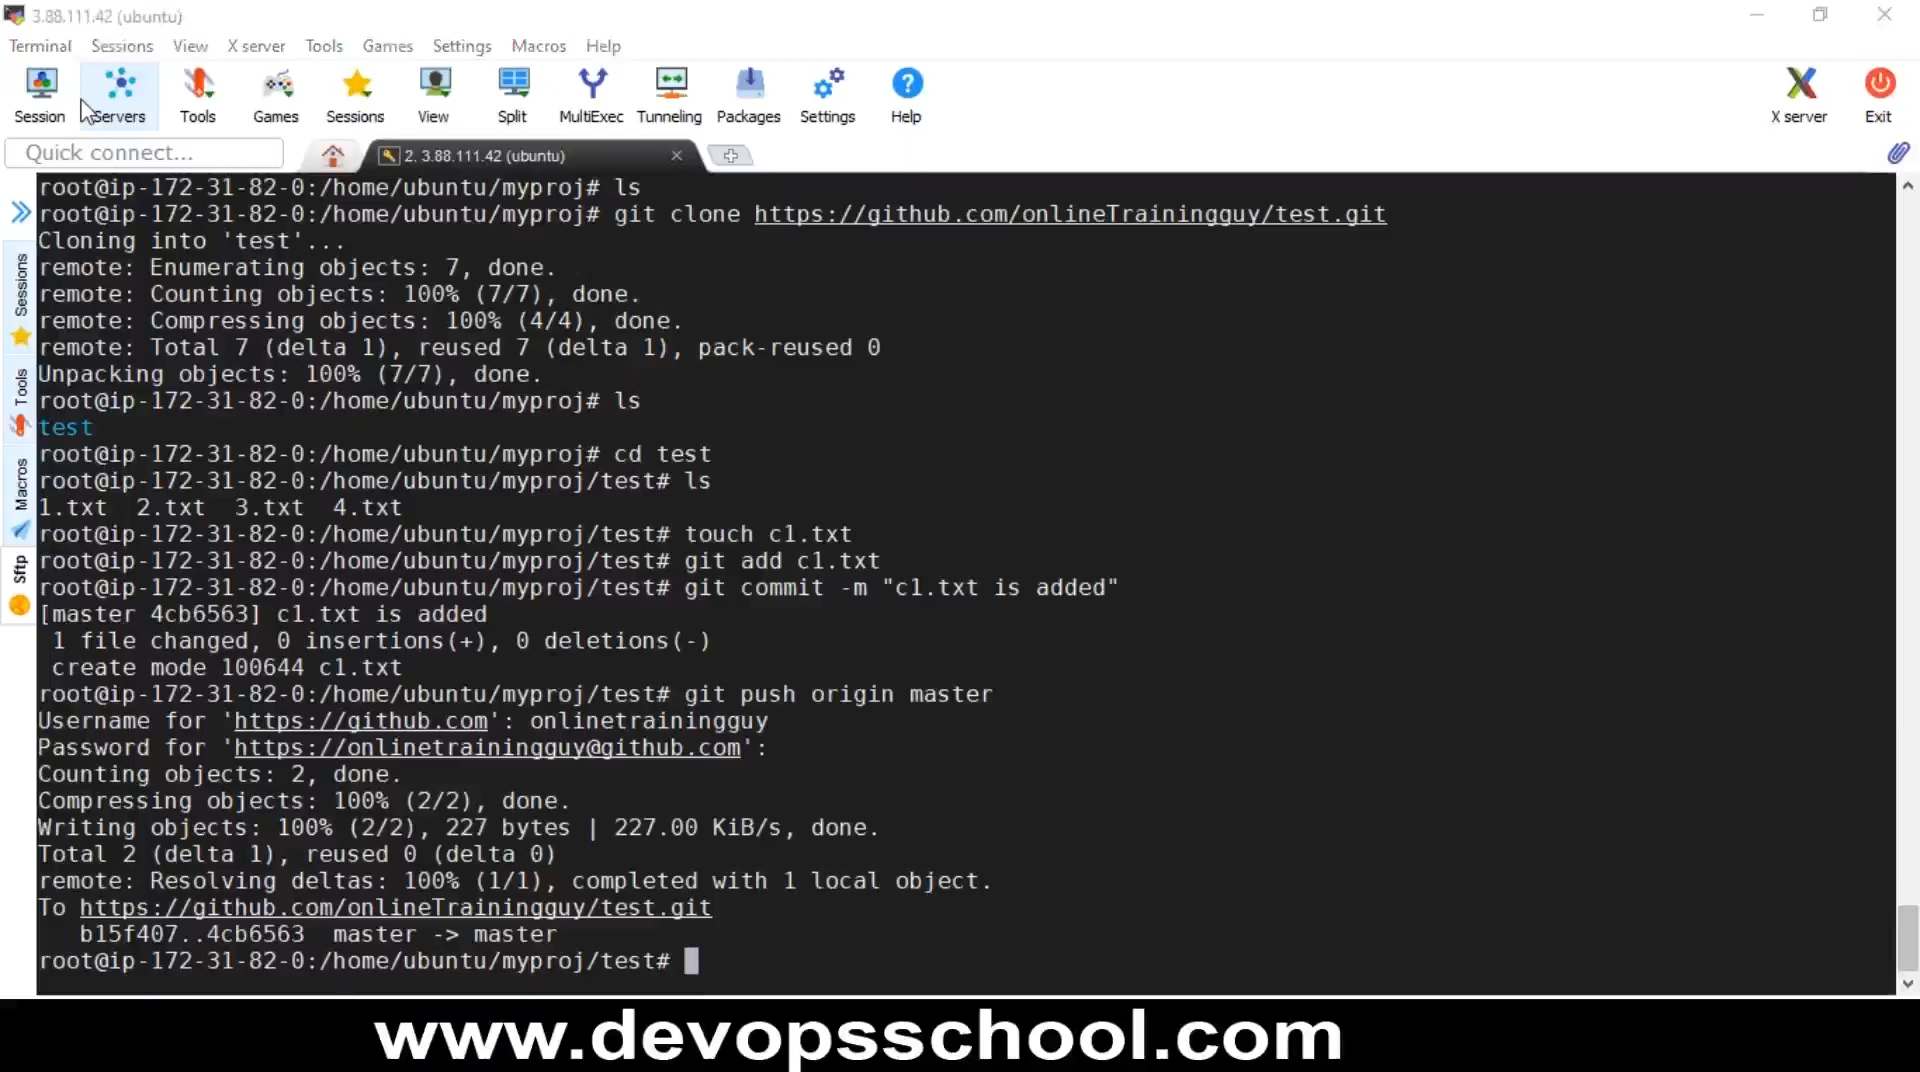 3.88.111.42 (ubuntu)
Terminal Sessions View X server Tools Games Settings Macros Help
Session Servers Tools Games Sessions View Split MultiExec Tunneling Packages Settings Help X server Exit
Quick connect... 2. 3.88.111.42 (ubuntu)
Sessions
Tools
Macros
Sftp
root@ip-172-31-82-0:/home/ubuntu/myproj# ls
root@ip-172-31-82-0:/home/ubuntu/myproj# git clone https://github.com/onlineTrainingguy/test.git
Cloning into 'test'...
remote: Enumerating objects: 7, done.
remote: Counting objects: 100% (7/7), done.
remote: Compressing objects: 100% (4/4), done.
remote: Total 7 (delta 1), reused 7 (delta 1), pack-reused 0
Unpacking objects: 100% (7/7), done.
root@ip-172-31-82-0:/home/ubuntu/myproj# ls
test
root@ip-172-31-82-0:/home/ubuntu/myproj# cd test
root@ip-172-31-82-0:/home/ubuntu/myproj/test# ls
1.txt 2.txt 3.txt 4.txt
root@ip-172-31-82-0:/home/ubuntu/myproj/test# touch c1.txt
root@ip-172-31-82-0:/home/ubuntu/myproj/test# git add c1.txt
root@ip-172-31-82-0:/home/ubuntu/myproj/test# git commit -m "c1.txt is added"
[master 4cb6563] c1.txt is added
1 file changed, 0 insertions(+), 0 deletions(-)
create mode 100644 c1.txt
root@ip-172-31-82-0:/home/ubuntu/myproj/test# git push origin master
Username for 'https://github.com': onlinetrainingguy
Password for 'https://onlinetrainingguy@github.com':
Counting objects: 2, done.
Compressing objects: 100% (2/2), done.
Writing objects: 100% (2/2), 227 bytes | 227.00 KiB/s, done.
Total 2 (delta 1), reused 0 (delta 0)
remote: Resolving deltas: 100% (1/1), completed with 1 local object.
To https://github.com/onlineTrainingguy/test.git
b15f407..4cb6563 master -> master
root@ip-172-31-82-0:/home/ubuntu/myproj/test#
www.devopsschool.com